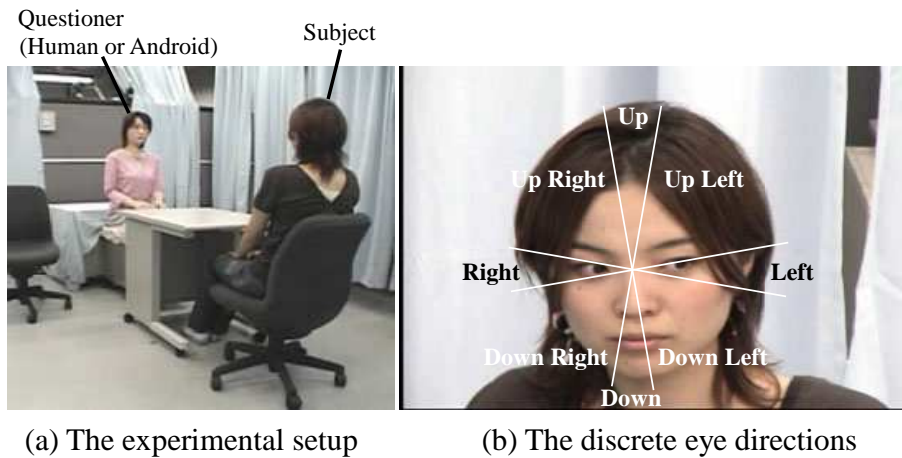 Questioner
(Human or Android)
Subject
Up
Up Right
Up Left
Right
Left
Down Right
Down Left
Down
(a) The experimental setup
(b) The discrete eye directions